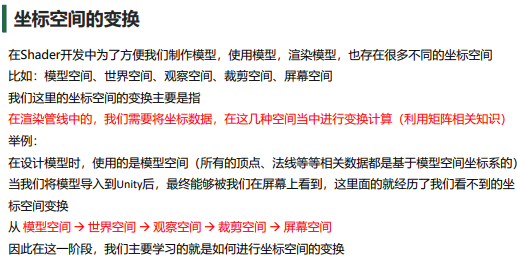 坐标空间的变换
在Shader开发中为了方便我们制作模型，使用模型，渲染模型，也存在很多不同的坐标空间
比如：模型空间、世界空间、观察空间、裁剪空间、屏幕空间
我们这里的坐标空间的变换主要是指
在渲染管线中的，我们需要将坐标数据，在这几种空间当中进行变换计算（利用矩阵相关知识）
举例：
在设计模型时，使用的是模型空间（所有的顶点、法线等等相关数据都是基于模型空间坐标系的）
当我们将模型导入到Unity后，最终能够被我们在屏幕上看到，这里面的就经历了我们看不到的坐
标空间变换
从 模型空间 → 世界空间 → 观察空间 → 裁剪空间 → 屏幕空间
因此在这一阶段，我们主要学习的就是如何进行坐标空间的变换